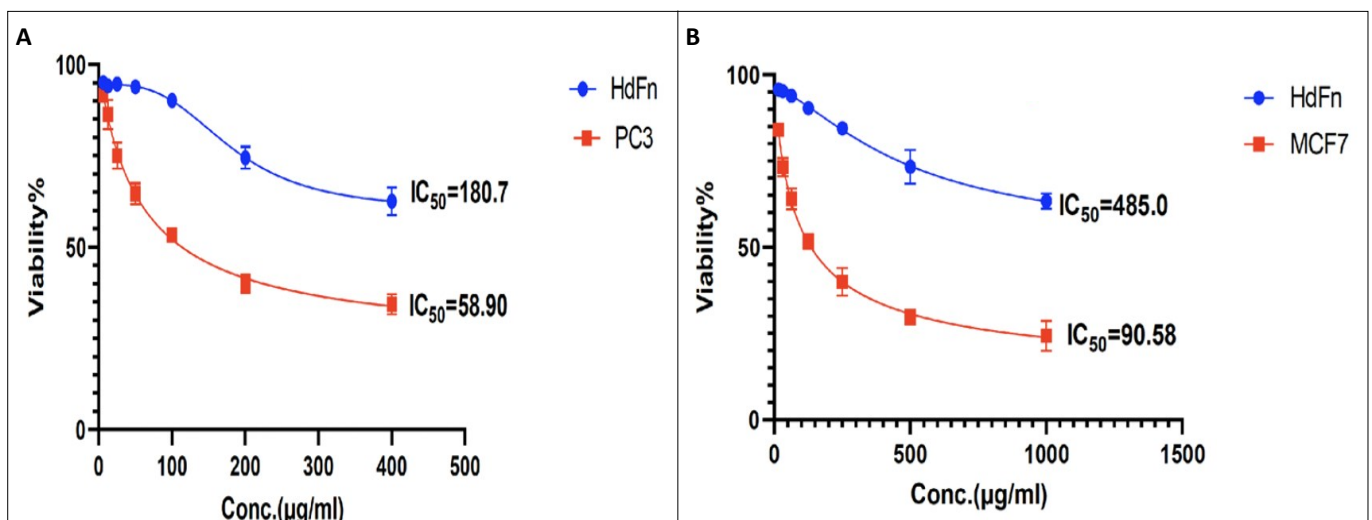 A
100
50
0
Viability%
0 100 200 300 400 500
Conc.(µg/ml)
HdFn
PC3
IC50=180.7
IC50=58.90
B
100
50
0
Viability%
0 500 1000 1500
Conc.(µg/ml)
HdFn
MCF7
IC50=485.0
IC50=90.58